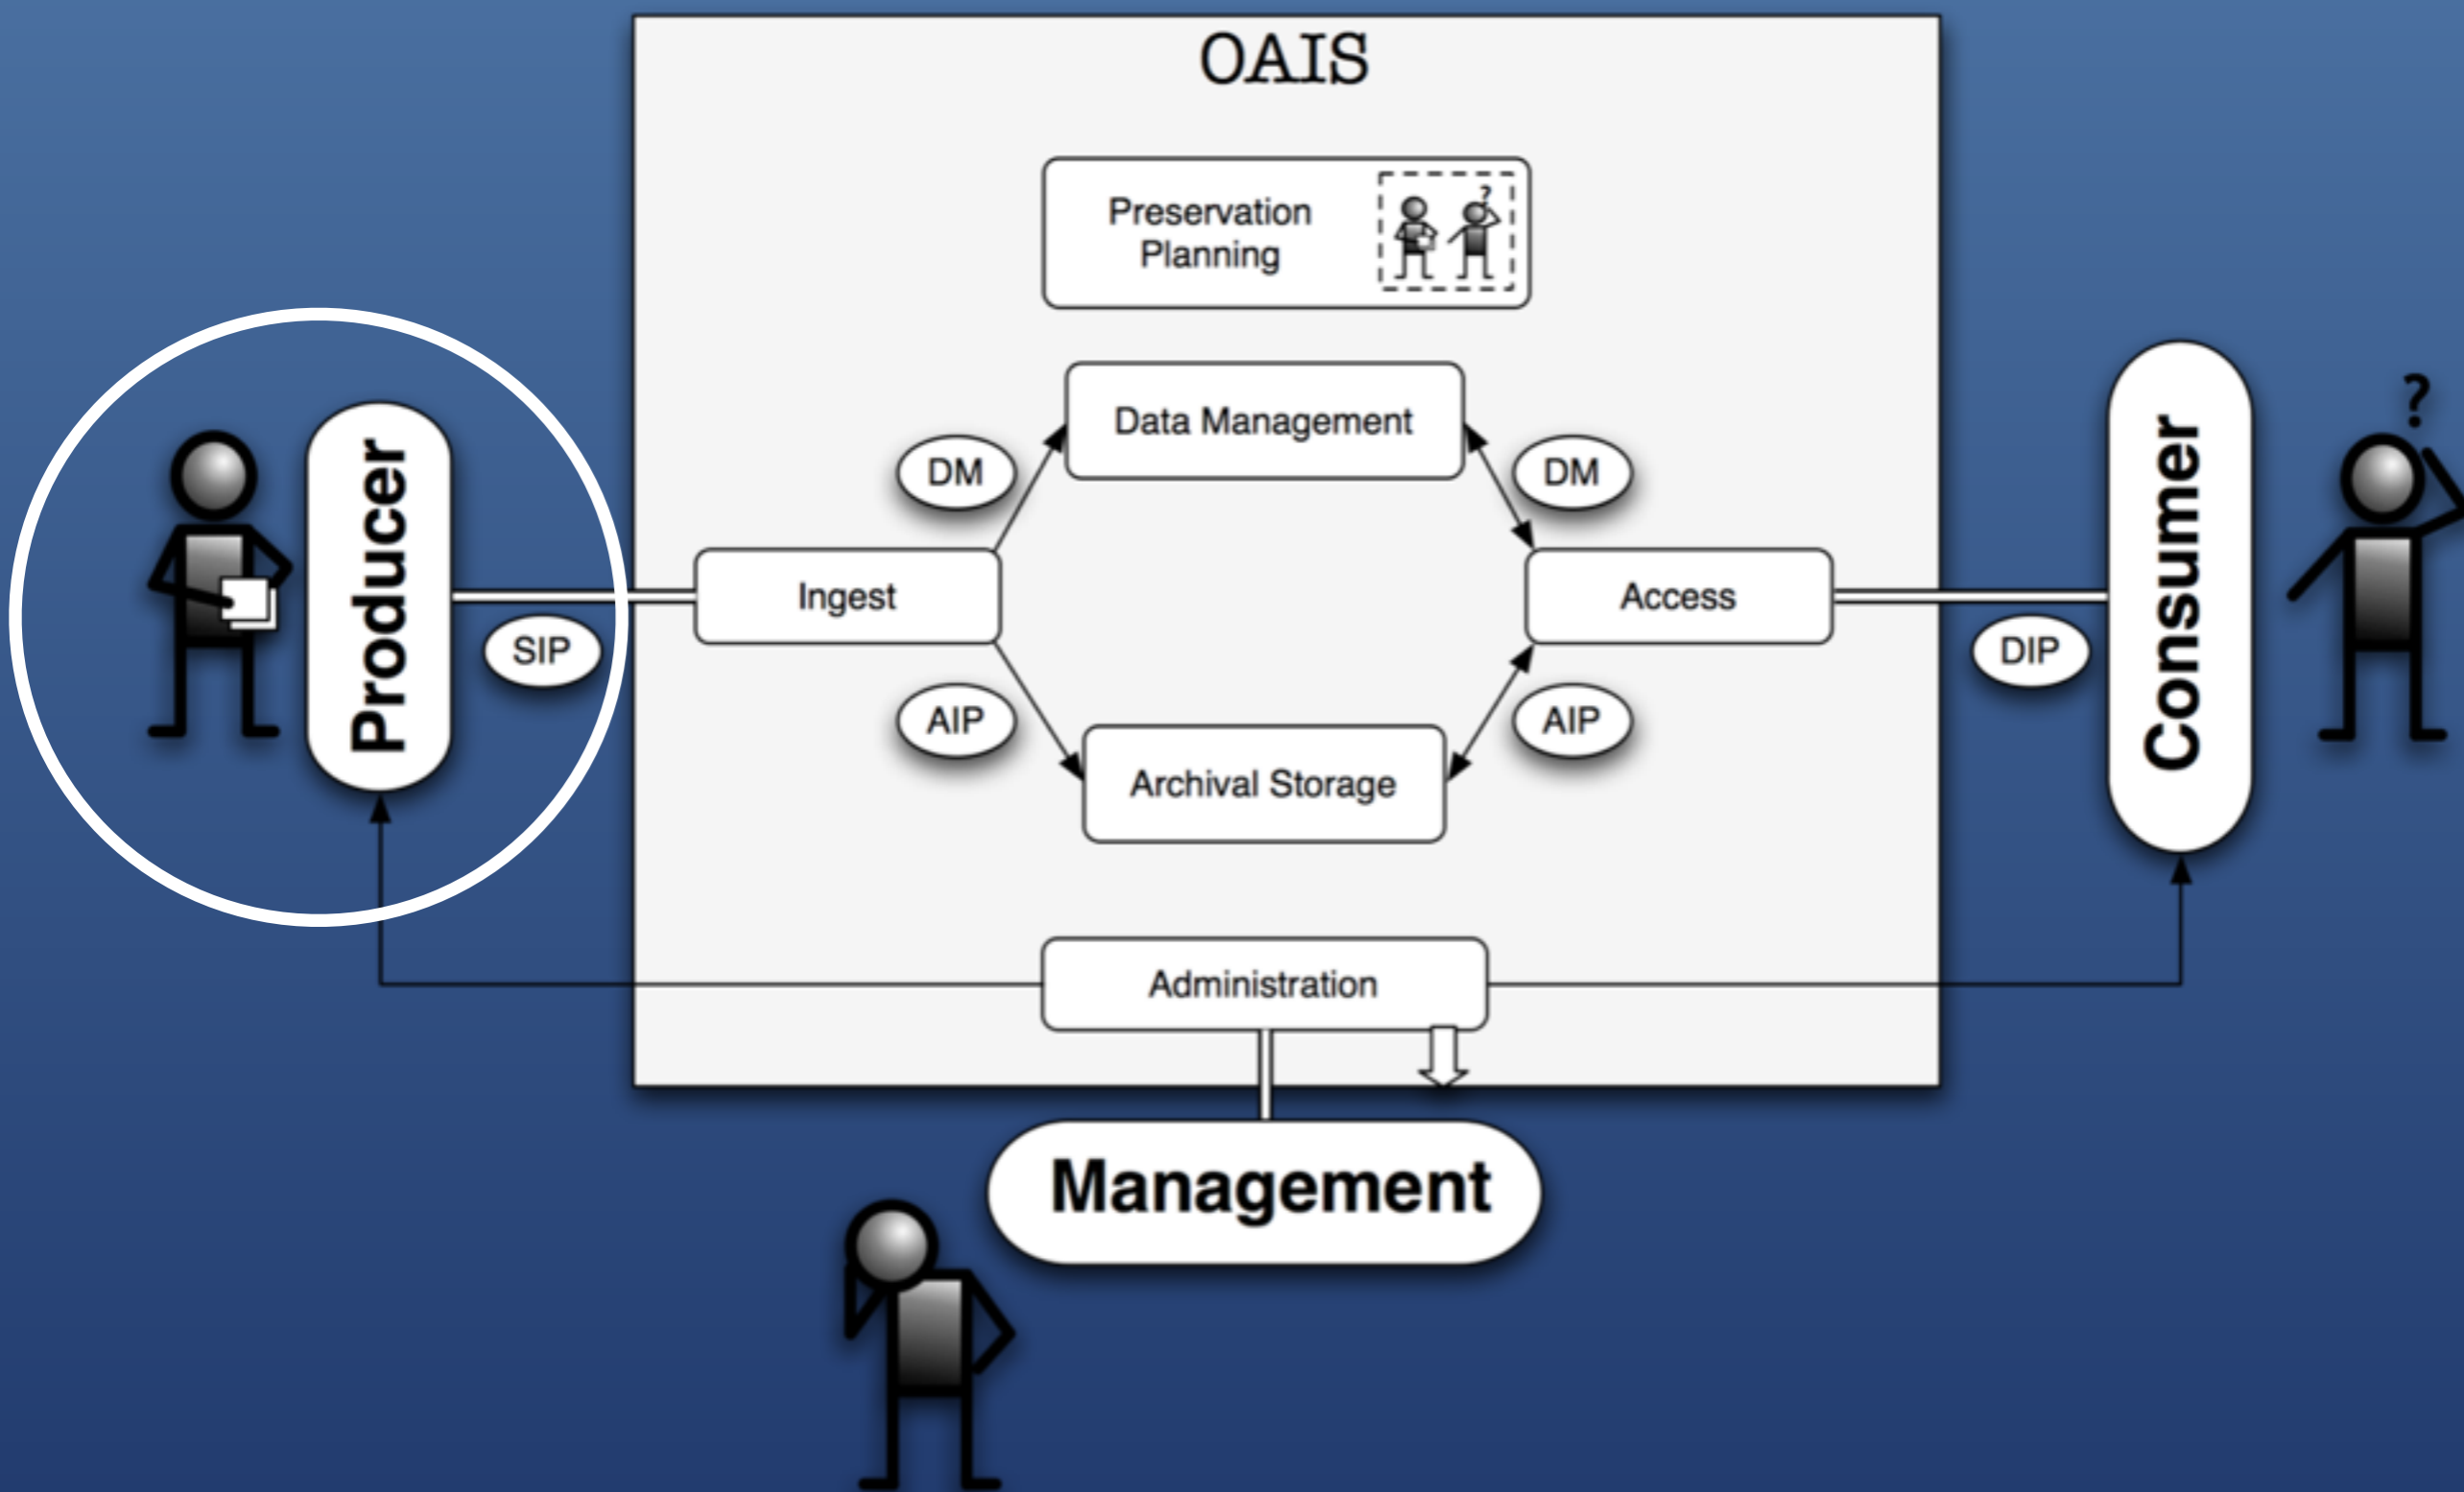 OAIS
Preservation
Planning
?
Data Management
DM
DM
?
Producer
SIP
Ingest
Access
DIP
Consumer
AIP
AIP
Archival Storage
Administration
Management